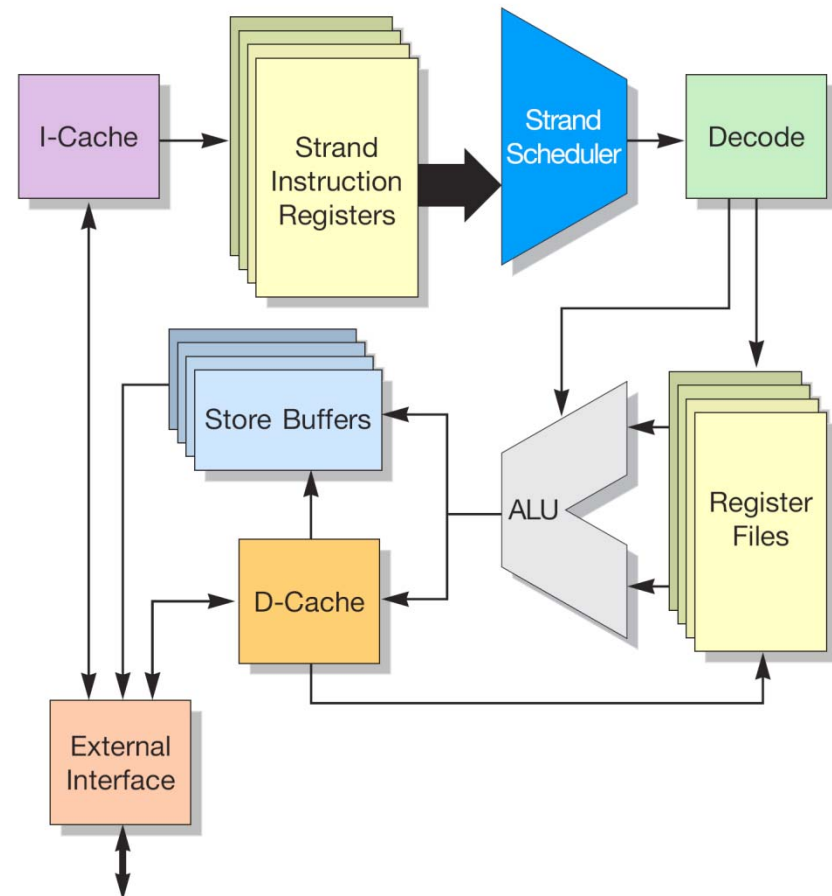 I-Cache
Strand
Instruction
Registers
Strand
Scheduler
Decode
Store Buffers
ALU
Register
Files
D-Cache
External
Interface